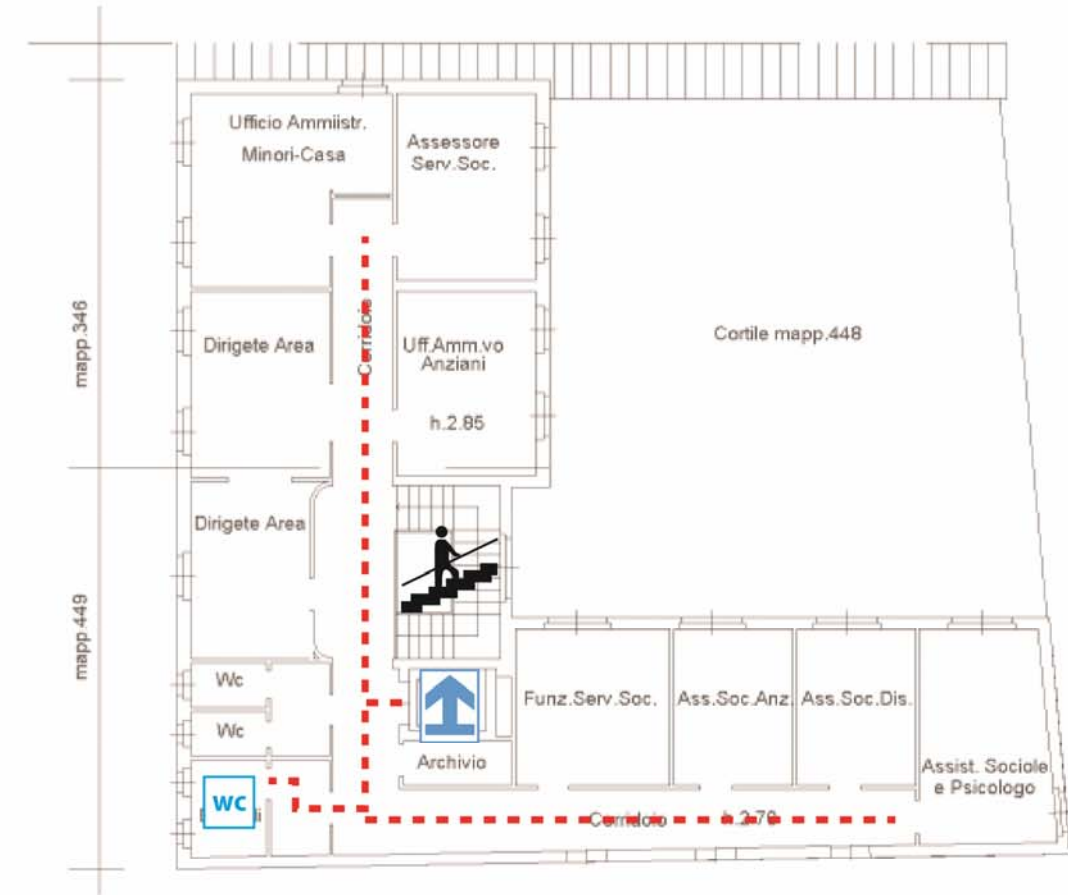 Ufficio Ammiistr.
Minori-Casa
Assessore
Serv.Soc.
mapp.346
Dirigete Area
Corridoio
Uff.Amm.vo
Anziani
h.2.85
Cortile mapp.448
Dirigete Area
mapp.449
Wc
Wc
wc
Archivio
Funz.Serv.Soc.
Ass.Soc.Anz.
Ass.Soc.Dis.
Assist. Sociole
e Psicologo
Corridoio h.2.70